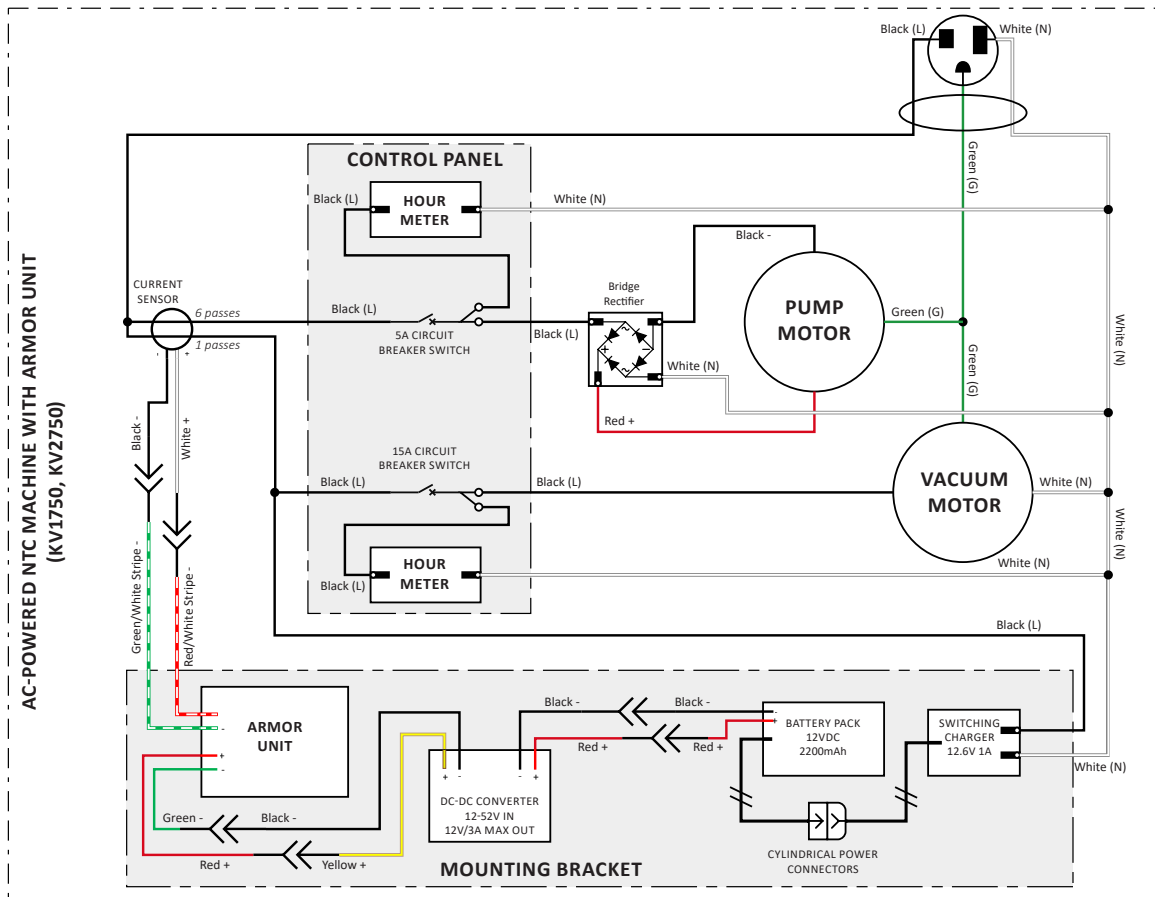 AC-POWERED NTC MACHINE WITH ARMOR UNIT
(KV1750, KV2750)
Black (L)
White (N)
Green (G)
CONTROL PANEL
Black (L)
HOUR
METER
White (N)
Black -
CURRENT
SENSOR
6 passes
1 passes
- +
Black (L)
5A CIRCUIT
BREAKER SWITCH
Black (L)
Bridge
Rectifier
~
+
-
~
White (N)
Red +
PUMP
MOTOR
Green (G)
Green (G)
White (N)
Black -
White +
15A CIRCUIT
BREAKER SWITCH
Black (L)
Black (L)
VACUUM
MOTOR
White (N)
White (N)
White (N)
HOUR
METER
Black (L)
Green/White Stripe -
Red/White Stripe -
Black (L)
ARMOR
UNIT
-
-
+
-
Green -
Black -
Red +
Yellow +
Black -
Black -
Red +
Red +
+ - - +
DC-DC CONVERTER
12-52V IN
12V/3A MAX OUT
-
+
BATTERY PACK
12VDC
2200mAh
SWITCHING
CHARGER
12.6V 1A
White (N)
CYLINDRICAL POWER
CONNECTORS
MOUNTING BRACKET